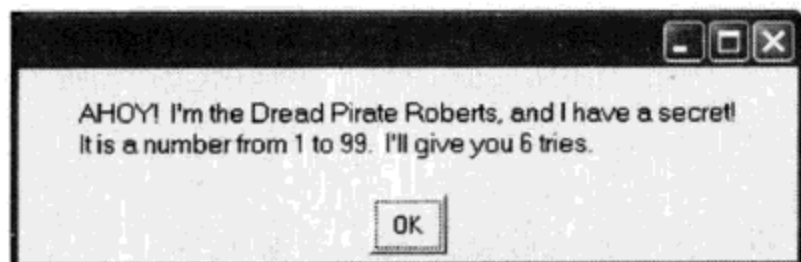 AHOY! I'm the Dread Pirate Roberts, and I have a secret!
It is a number from 1 to 99. I'll give you 6 tries.
OK